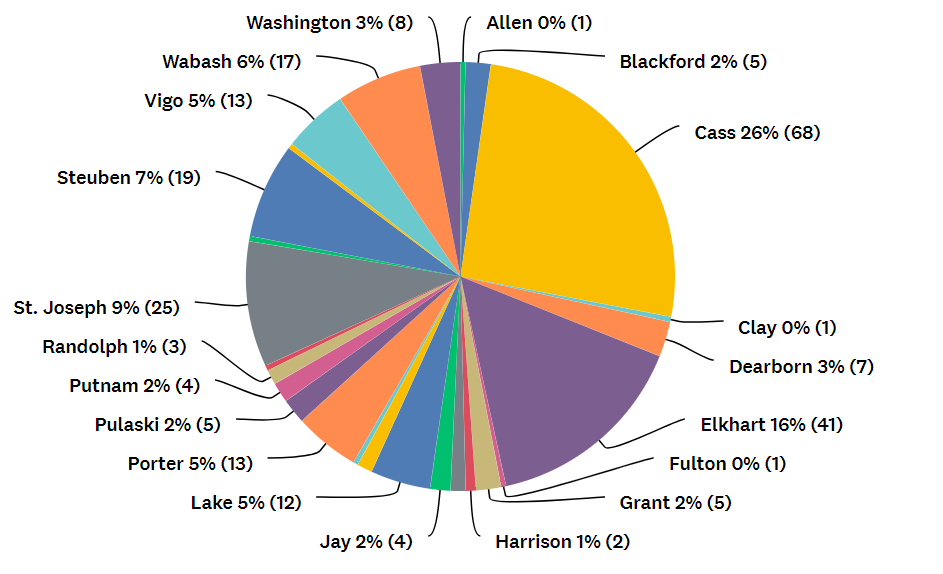 Washington 3% (8)
Allen 0% (1)
Wabash 6% (17)
Blackford 2% (5)
Vigo 5% (13)
Cass 26% (68)
Steuben 7% (19)
St. Joseph 9% (25)
Clay 0% (1)
Randolph 1% (3)
Dearborn 3% (7)
Putnam 2% (4)
Pulaski 2% (5)
Elkhart 16% (41)
Porter 5% (13)
Fulton 0% (1)
Lake 5% (12)
Grant 2% (5)
Jay 2% (4)
Harrison 1% (2)